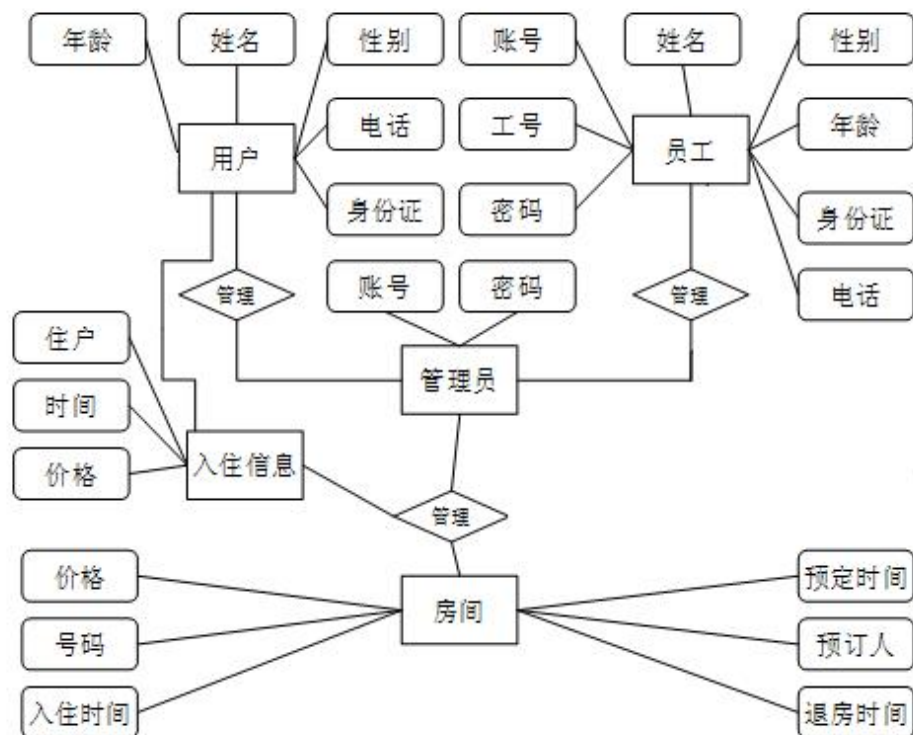 年龄
姓名
性别
账号
姓名
性别
电话
工号
年龄
用户
员工
身份证
密码
身份证
管理
账号
密码
管理
电话
住户
管理员
时间
入住信息
价格
管理
价格
房间
预定时间
号码
预订人
入住时间
退房时间